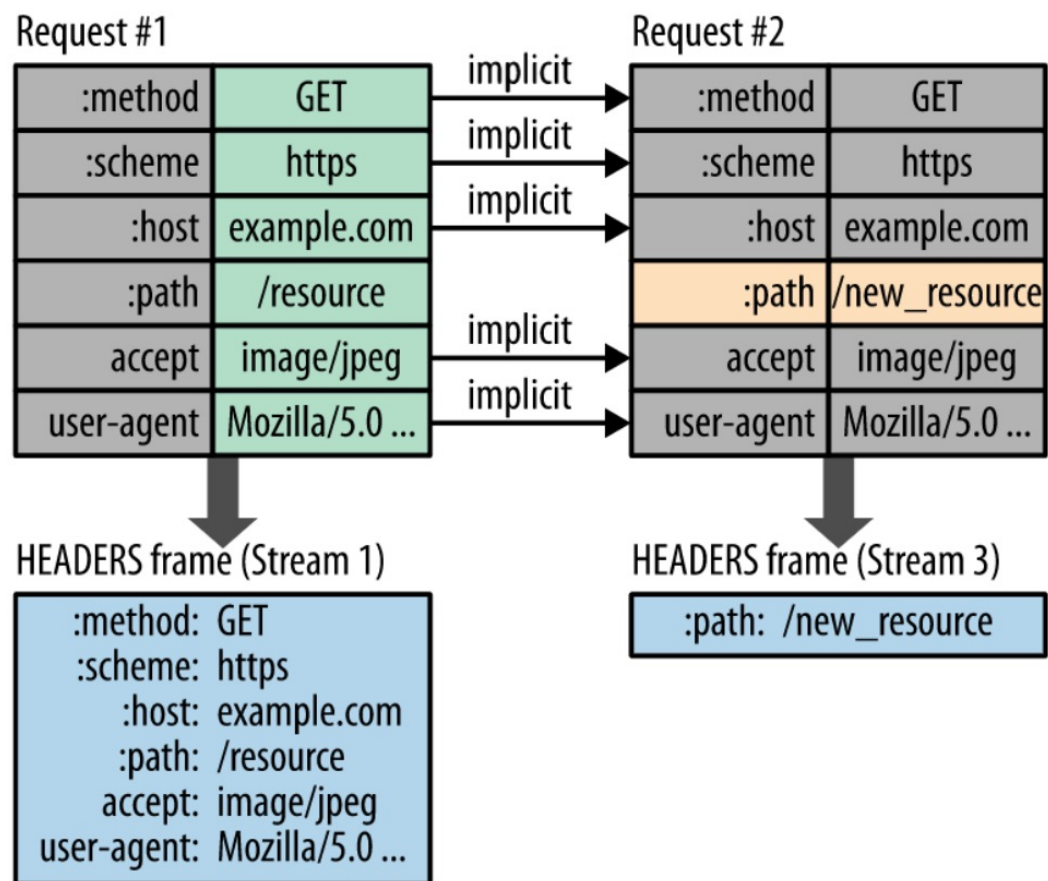 Request #1
:method GET
:scheme https
:host example.com
:path /resource
accept image/jpeg
user-agent Mozilla/5.0 ...
implicit
implicit
implicit
implicit
implicit
Request #2
:method GET
:scheme https
:host example.com
:path /new_resource
accept image/jpeg
user-agent Mozilla/5.0 ...
HEADERS frame (Stream 1)
:method: GET
:scheme: https
:host: example.com
:path: /resource
accept: image/jpeg
user-agent: Mozilla/5.0 ...
HEADERS frame (Stream 3)
:path: /new_resource